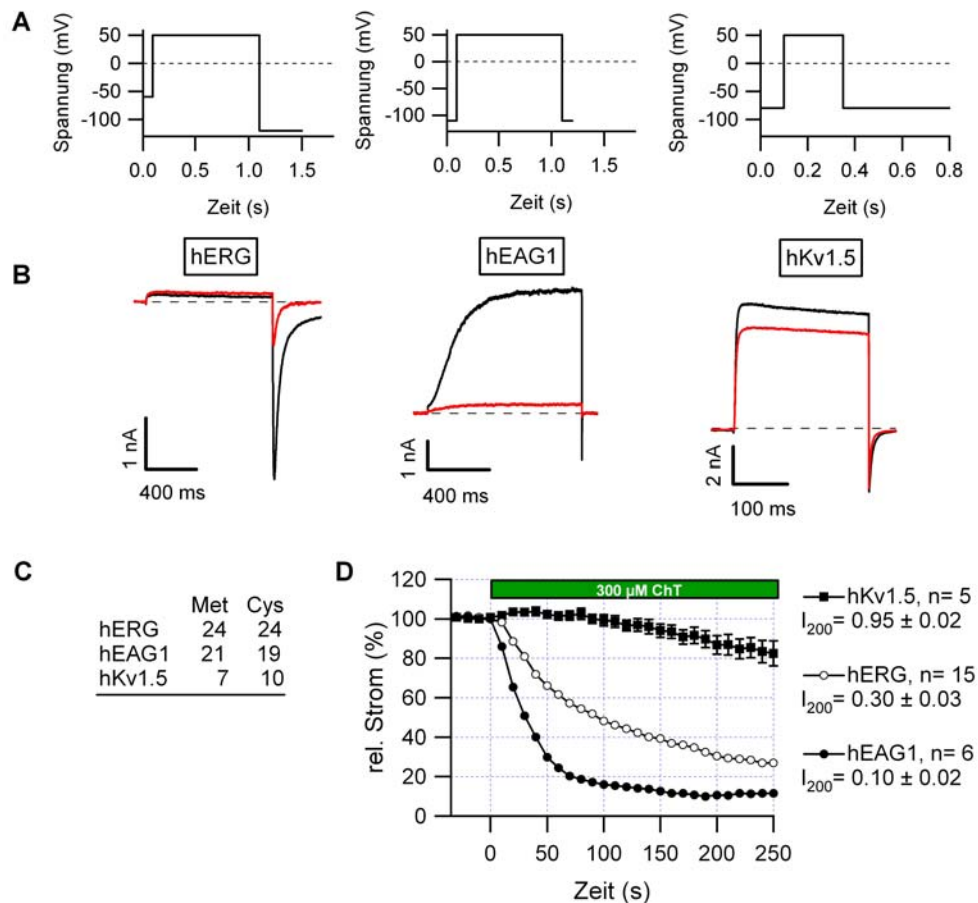 A
Spannung (mV)
50
0
-50
-100
0.0 0.5 1.0 1.5
Zeit (s)
Spannung (mV)
50
0
-50
-100
0.0 0.5 1.0 1.5
Zeit (s)
Spannung (mV)
50
0
-50
-100
0.0 0.2 0.4 0.6 0.8
Zeit (s)
B
hERG
1 nA
400 ms
hEAG1
1 nA
400 ms
hKv1.5
2 nA
100 ms
C
Met Cys
hERG 24 24
hEAG1 21 19
hKv1.5 7 10
D
300 µM ChT
rel. Strom (%)
120
100
80
60
40
20
0
0 50 100 150 200 250
Zeit (s)
hKv1.5, n= 5
I200= 0.95 ± 0.02
hERG, n= 15
I200= 0.30 ± 0.03
hEAG1, n= 6
I200= 0.10 ± 0.02